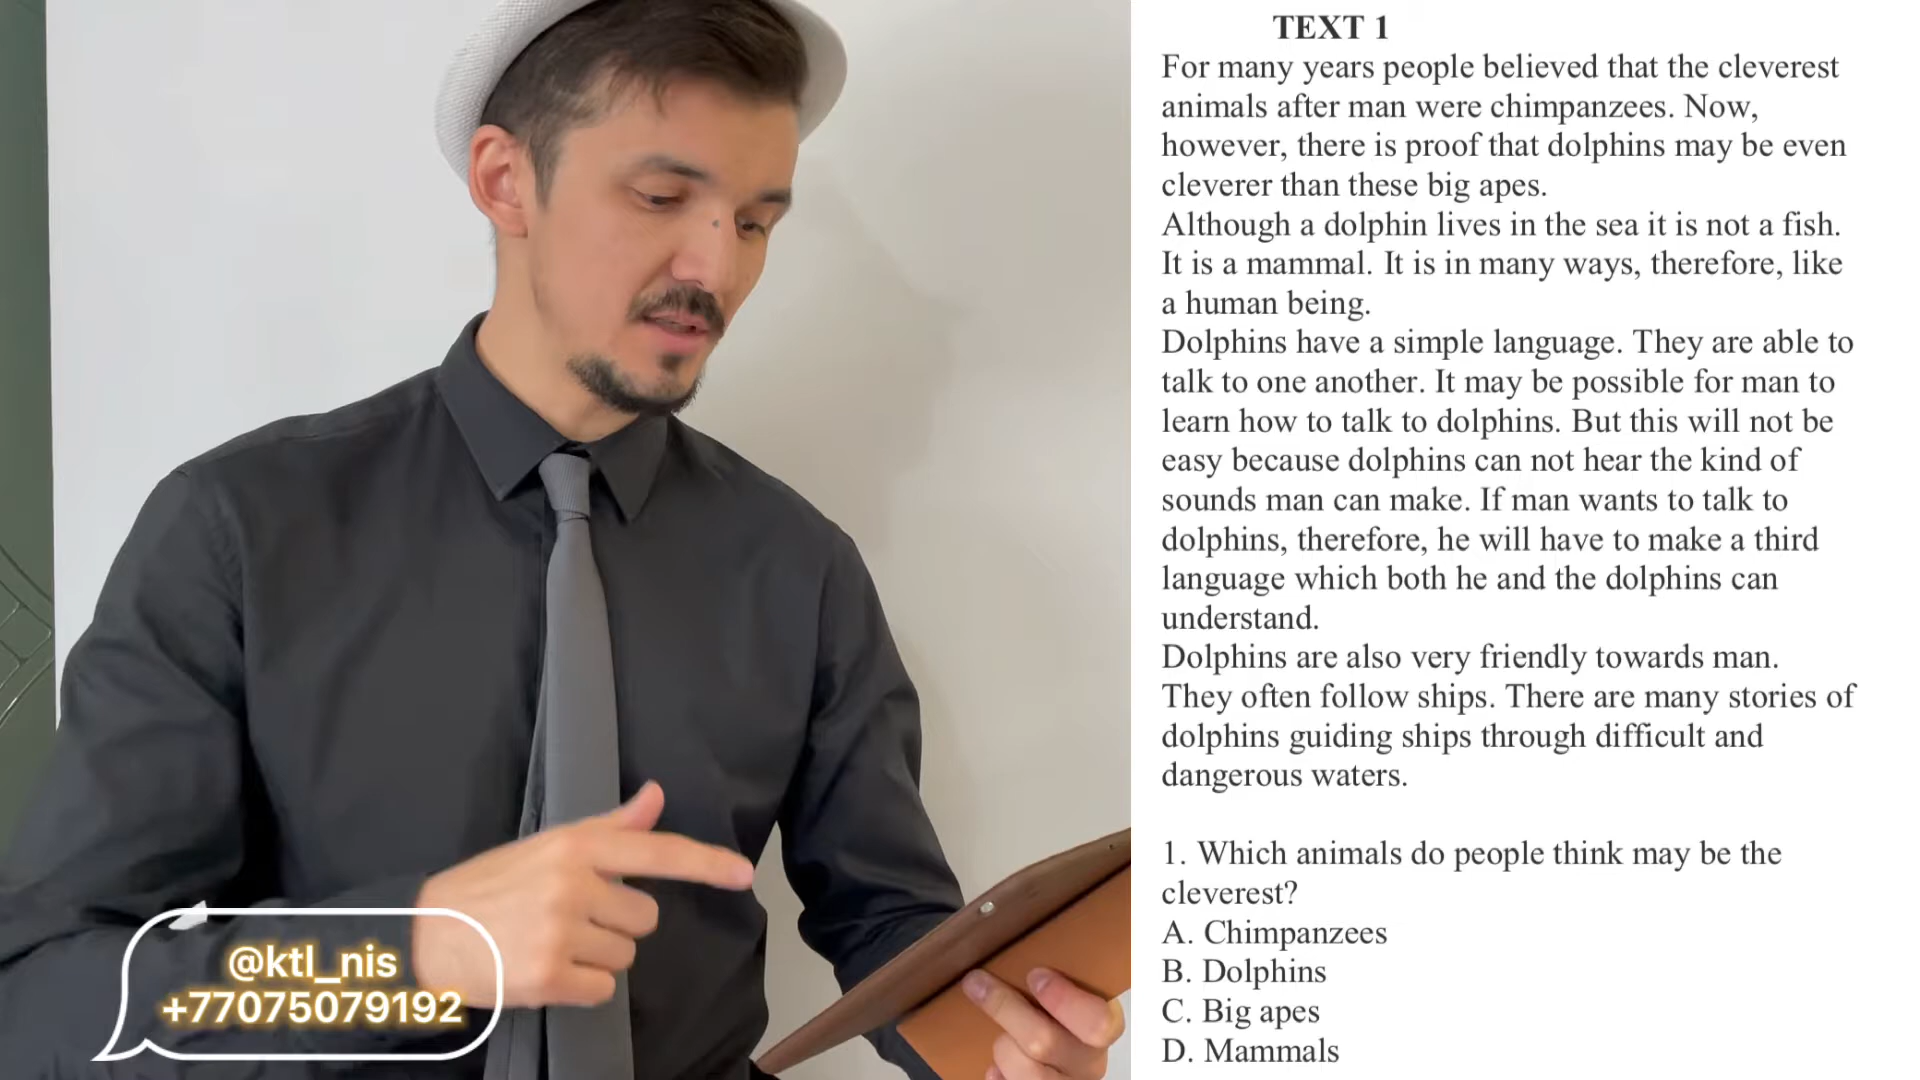 TEXT 1
For many years people believed that the cleverest
animals after man were chimpanzees. Now,
however, there is proof that dolphins may be even
cleverer than these big apes.
Although a dolphin lives in the sea it is not a fish.
It is a mammal. It is in many ways, therefore, like
a human being.
Dolphins have a simple language. They are able to
talk to one another. It may be possible for man to
learn how to talk to dolphins. But this will not be
easy because dolphins can not hear the kind of
sounds man can make. If man wants to talk to
dolphins, therefore, he will have to make a third
language which both he and the dolphins can
understand.
Dolphins are also very friendly towards man.
They often follow ships. There are many stories of
dolphins guiding ships through difficult and
dangerous waters.
1. Which animals do people think may be the
cleverest?
A. Chimpanzees
B. Dolphins
C. Big apes
D. Mammals
@ktl_nis
+77075079192